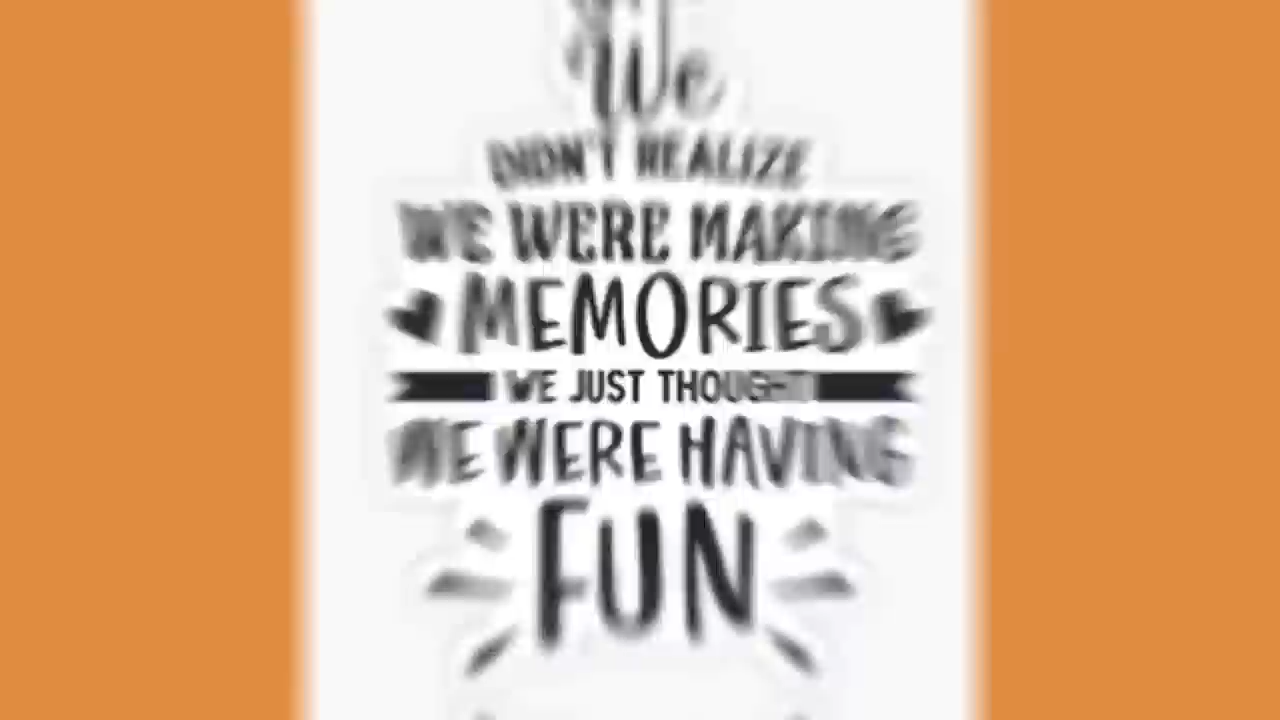 We
DIDN'T REALIZE
WE WERE MAKING
MEMORIES
WE JUST THOUGHT
WE WERE HAVING
FUN